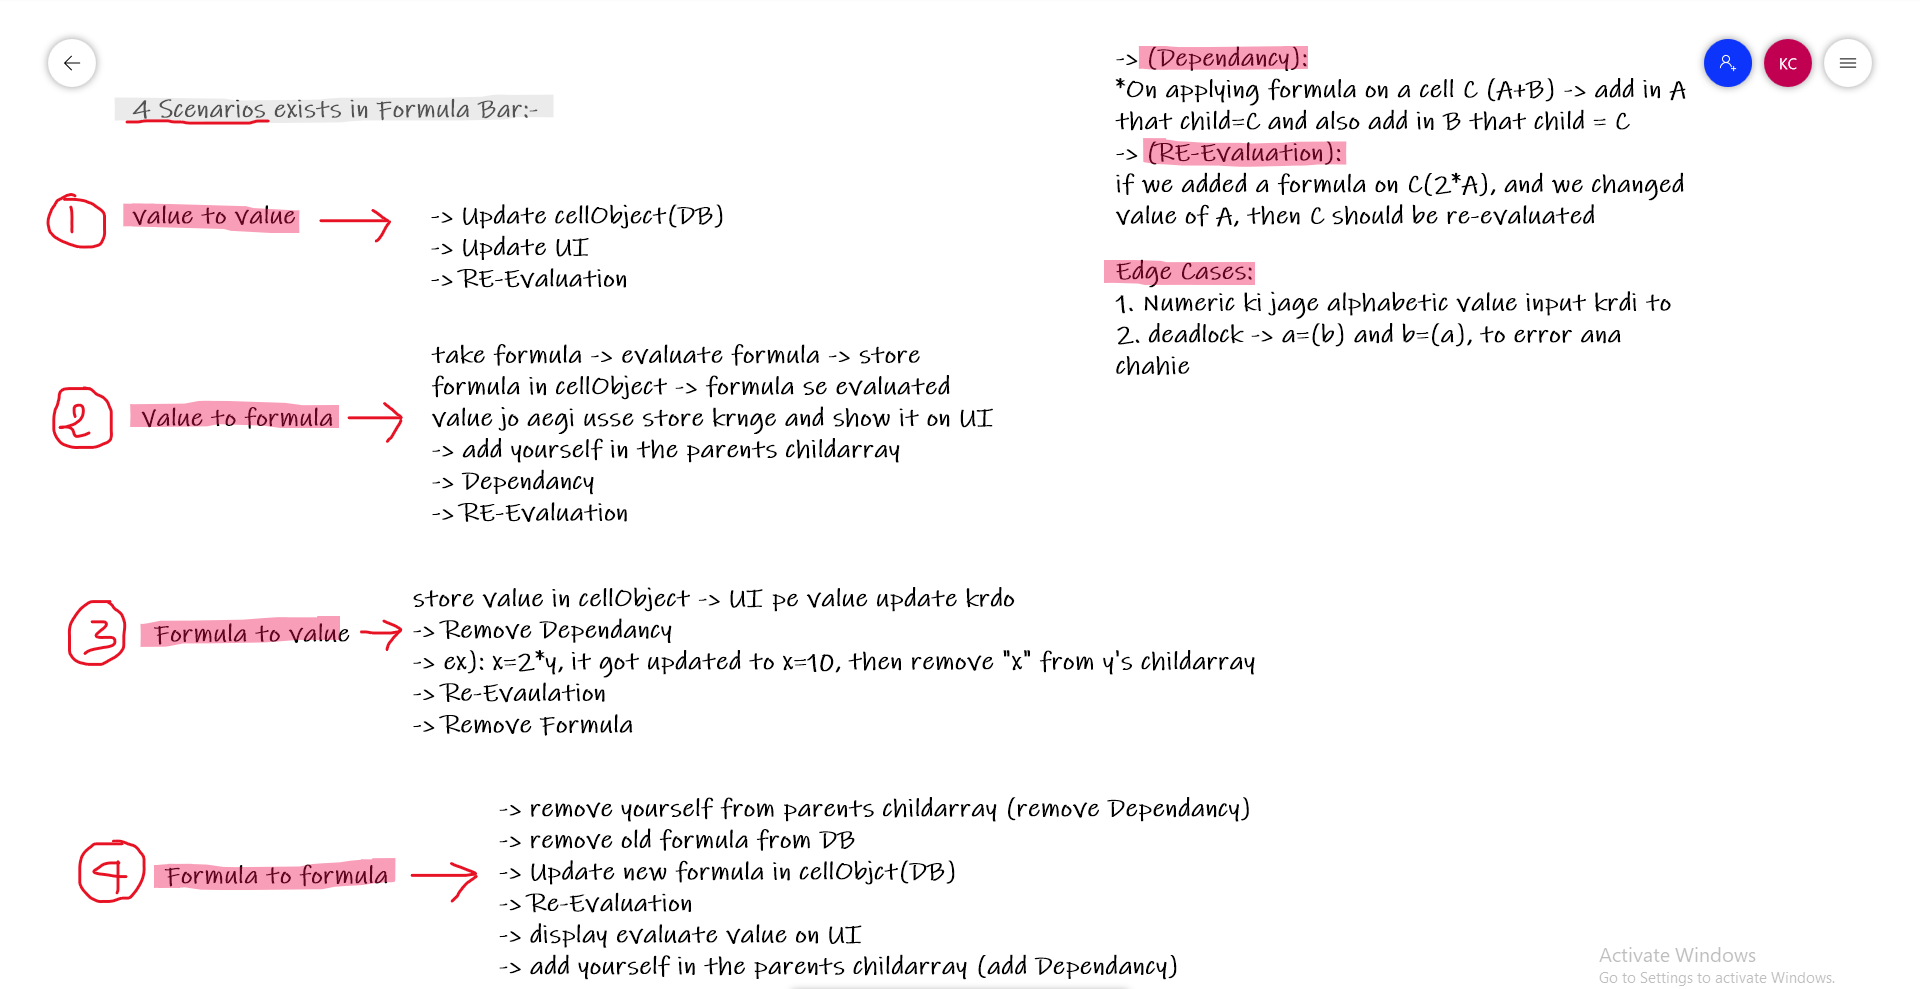 4 Scenarios exists in Formula Bar:-
1
value to value
-> Update cellObject(DB)
-> Update UI
-> RE-Evaluation
2
Value to formula
take formula -> evaluate formula -> store
formula in cellObject -> formula se evaluated
value jo aegi usse store krnge and show it on UI
-> add yourself in the parents childarray
-> Dependancy
-> RE-Evaluation
3
Formula to value
store value in cellObject -> UI pe value update krdo
-> Remove Dependancy
-> ex): x=2*y, it got updated to x=10, then remove "x" from y's childarray
-> Re-Evaulation
-> Remove Formula
4
Formula to formula
-> remove yourself from parents childarray (remove Dependancy)
-> remove old formula from DB
-> Update new formula in cellObjct(DB)
-> Re-Evaluation
-> display evaluate value on UI
-> add yourself in the parents childarray (add Dependancy)
-> (Dependancy):
*On applying formula on a cell C (A+B) -> add in A
that child=C and also add in B that child = C
-> (RE-Evaluation):
if we added a formula on C(2*A), and we changed
value of A, then C should be re-evaluated
Edge Cases:
1. Numeric ki jage alphabetic value input krdi to
2. deadlock -> a=(b) and b=(a), to error ana
chahie
KC
Activate Windows
Go to Settings to activate Windows.